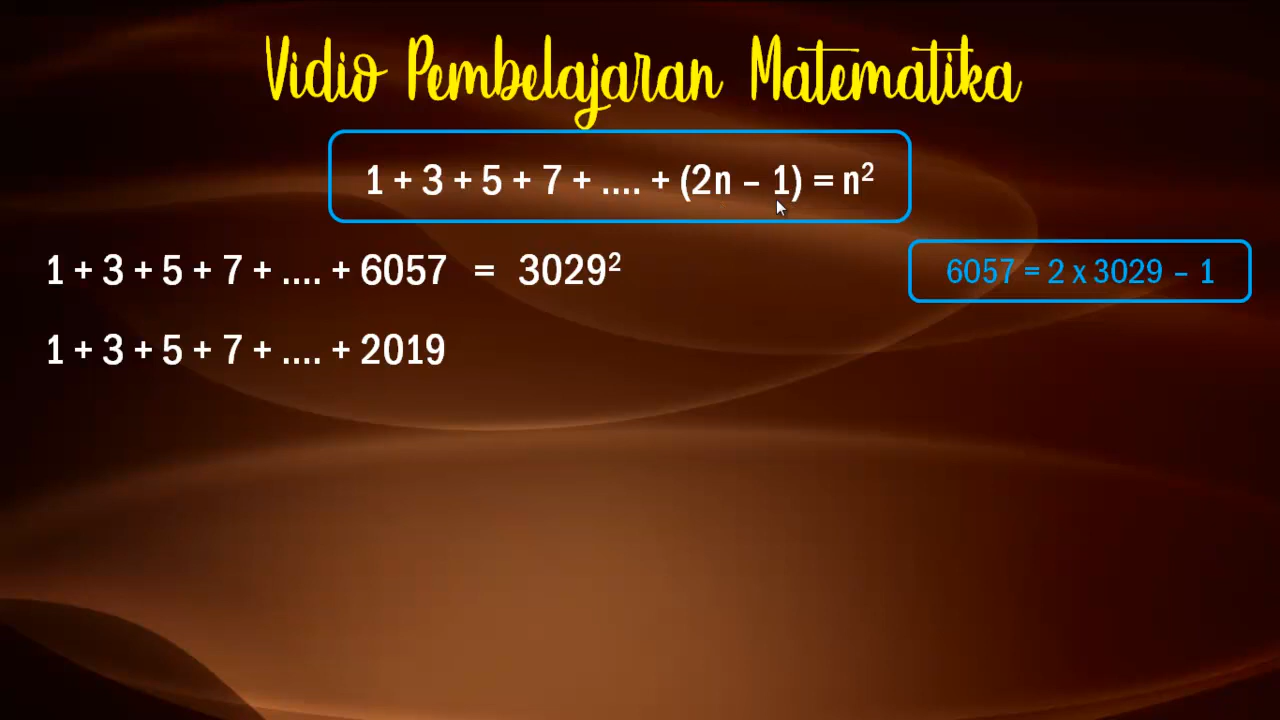 Vidio Pembelajaran Matematika
1 + 3 + 5 + 7 + .... + (2n – 1) = n²
1 + 3 + 5 + 7 + .... + 6057 = 3029²
6057 = 2 x 3029 – 1
1 + 3 + 5 + 7 + .... + 2019